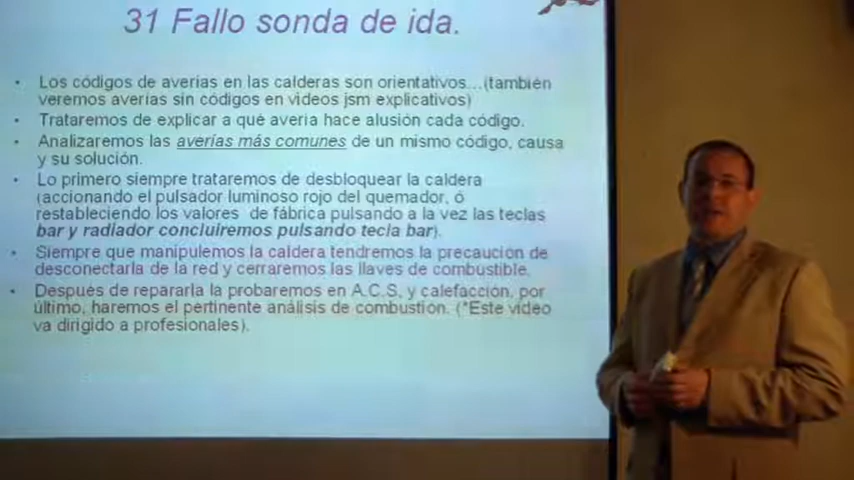 31 Fallo sonda de ida.
• Los códigos de averías en las calderas son orientativos...(también
veremos averías sin códigos en videos jsm explicativos)
• Trataremos de explicar a qué avería hace alusión cada código.
• Analizaremos las averías más comunes de un mismo código, causa
y su solución.
• Lo primero siempre trataremos de desbloquear la caldera
(accionando el pulsador luminoso rojo del quemador, ó
restableciendo los valores de fábrica pulsando a la vez las teclas
bar y radiador concluiremos pulsando tecla bar).
• Siempre que manipulemos la caldera tendremos la precaución de
desconectarla de la red y cerraremos las llaves de combustible.
• Después de repararla la probaremos en A.C.S. y calefacción, por
último, haremos el pertinente análisis de combustión. (*Este video
va dirigido a profesionales).